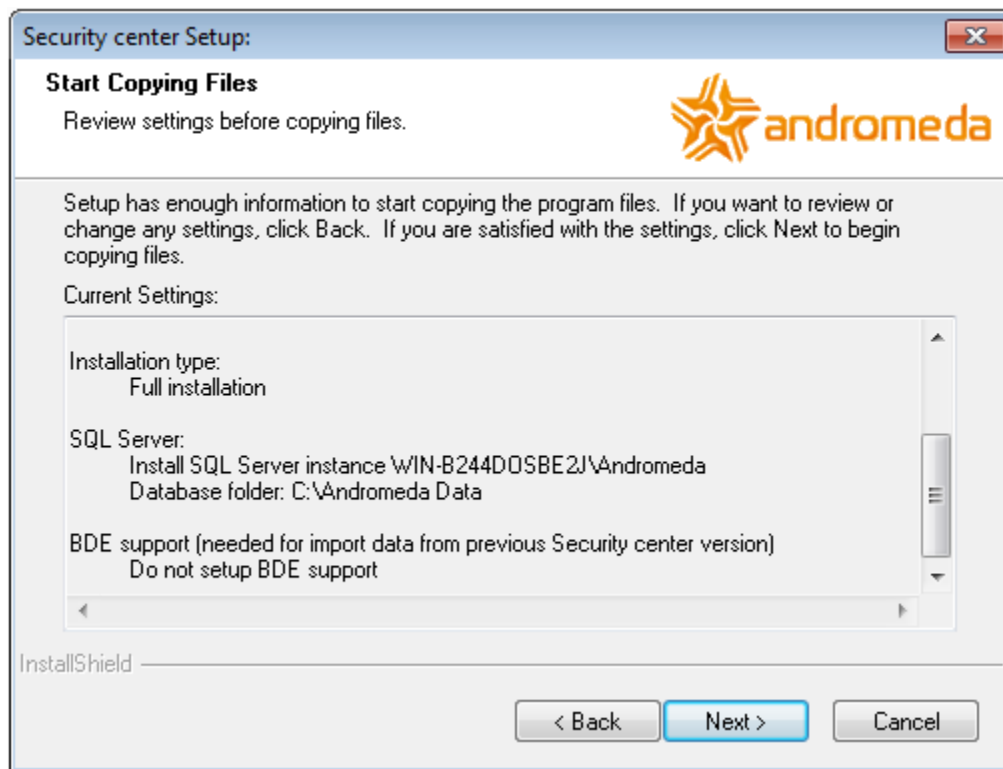 Security center Setup:
Start Copying Files
Review settings before copying files.
andromeda
Setup has enough information to start copying the program files.  If you want to review or
change any settings, click Back.  If you are satisfied with the settings, click Next to begin
copying files.
Current Settings:
Installation type:
Full installation
SQL Server:
Install SQL Server instance WIN-B244DOSBE2J\Andromeda
Database folder: C:\Andromeda Data
BDE support (needed for import data from previous Security center version)
Do not setup BDE support
InstallShield
< Back
Next >
Cancel